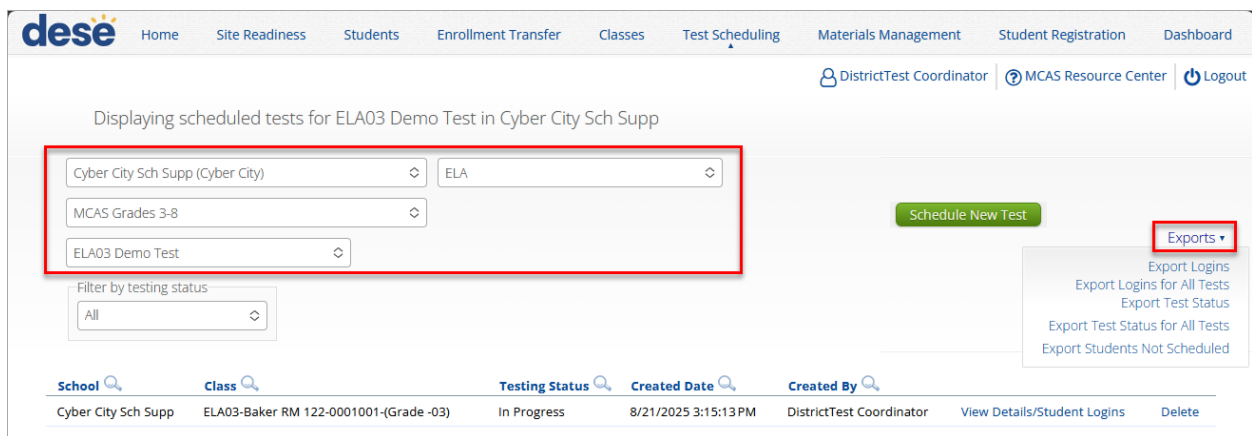 dese Home Site Readiness Students Enrollment Transfer Classes Test Scheduling Materials Management Student Registration Dashboard
DistrictTest Coordinator MCAS Resource Center Logout
Displaying scheduled tests for ELA03 Demo Test in Cyber City Sch Supp
Cyber City Sch Supp (Cyber City) ELA
MCAS Grades 3-8
Schedule New Test
Exports
ELA03 Demo Test
Export Logins
Export Logins for All Tests
Export Test Status
Export Test Status for All Tests
Export Students Not Scheduled
Filter by testing status
All
School Class Testing Status Created Date Created By
Cyber City Sch Supp ELA03-Baker RM 122-0001001-(Grade -03) In Progress 8/21/2025 3:15:13 PM DistrictTest Coordinator View Details/Student Logins Delete